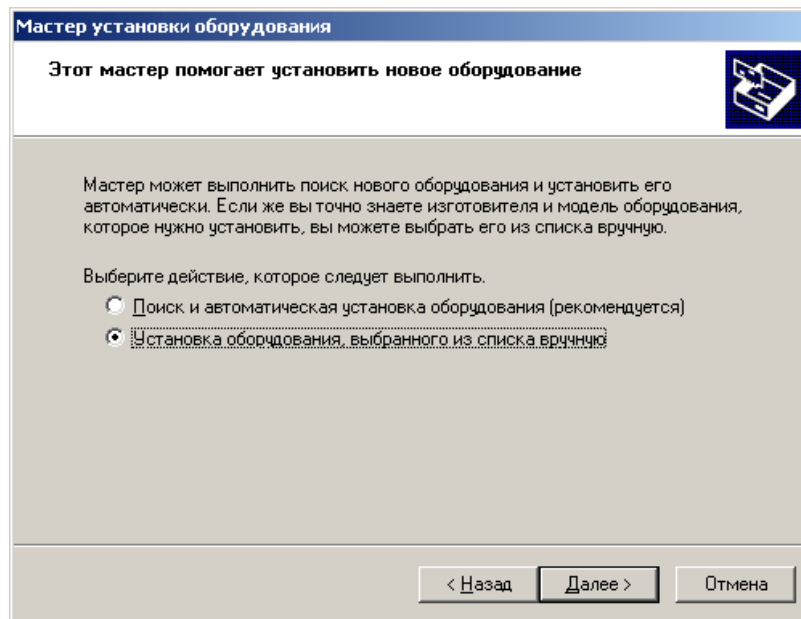 Мастер установки оборудования
Этот мастер помогает установить новое оборудование
Мастер может выполнить поиск нового оборудования и установить его
автоматически. Если же вы точно знаете изготовителя и модель оборудования,
которое нужно установить, вы можете выбрать его из списка вручную.
Выберите действие, которое следует выполнить.
Поиск и автоматическая установка оборудования (рекомендуется)
Установка оборудования, выбранного из списка вручную
< Назад Далее > Отмена